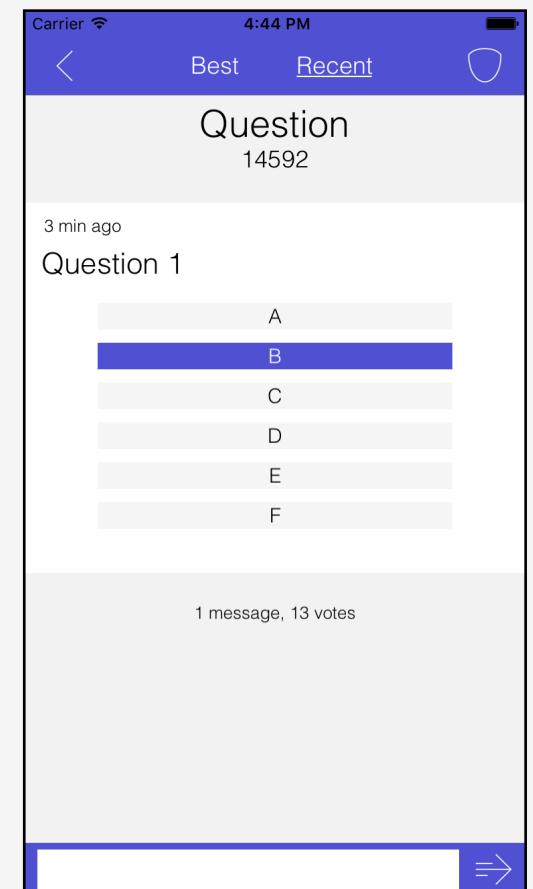 Carrier 4:44 PM
Best Recent
Question
14592
3 min ago
Question 1
A
B
C
D
E
F
1 message, 13 votes